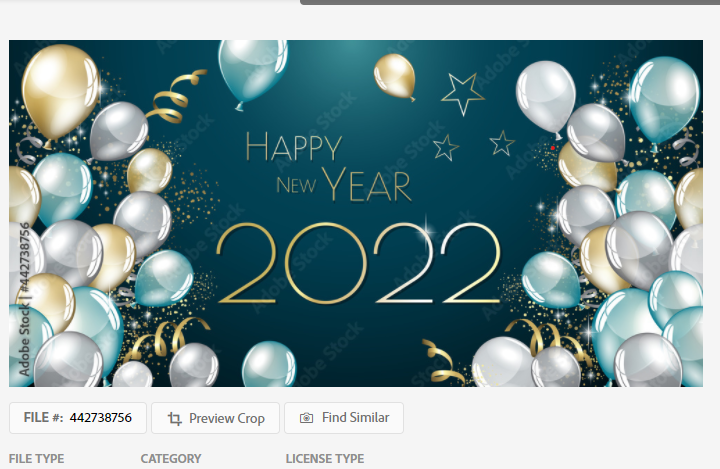 HAPPY
NEW YEAR
2022
Adobe Stock | #442738756
FILE #: 442738756
Preview Crop
Find Similar
FILE TYPE
CATEGORY
LICENSE TYPE